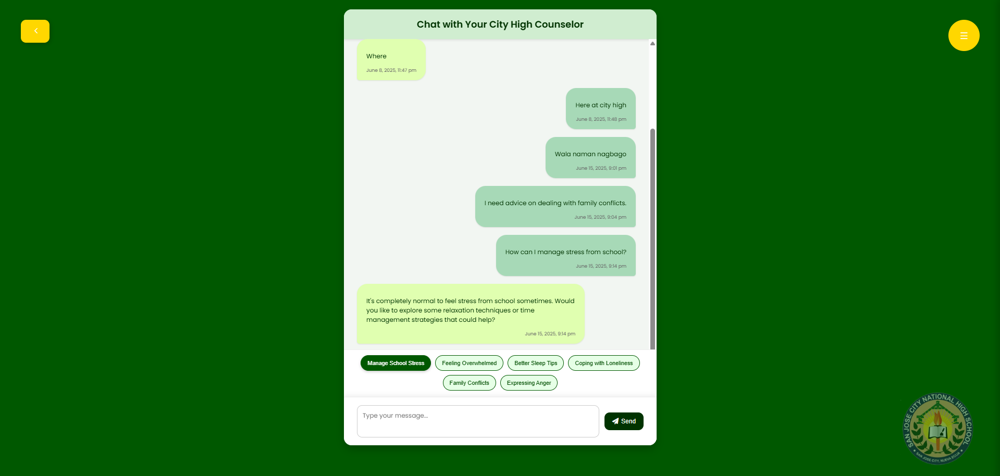 Chat with Your City High Counselor
Where
June 8, 2025, 11:47 pm
Here at city high
June 8, 2025, 11:48 pm
Wala naman nagbago
June 15, 2025, 9:01 pm
I need advice on dealing with family conflicts.
June 15, 2025, 9:04 pm
How can I manage stress from school?
June 15, 2025, 9:14 pm
It's completely normal to feel stress from school sometimes. Would
you like to explore some relaxation techniques or time
management strategies that could help?
June 15, 2025, 9:14 pm
Manage School Stress
Feeling Overwhelmed
Better Sleep Tips
Coping with Loneliness
Family Conflicts
Expressing Anger
Type your message...
Send
SAN JOSE CITY NATIONAL HIGH SCHOOL
SAN JOSE CITY, NUEVA ECIJA